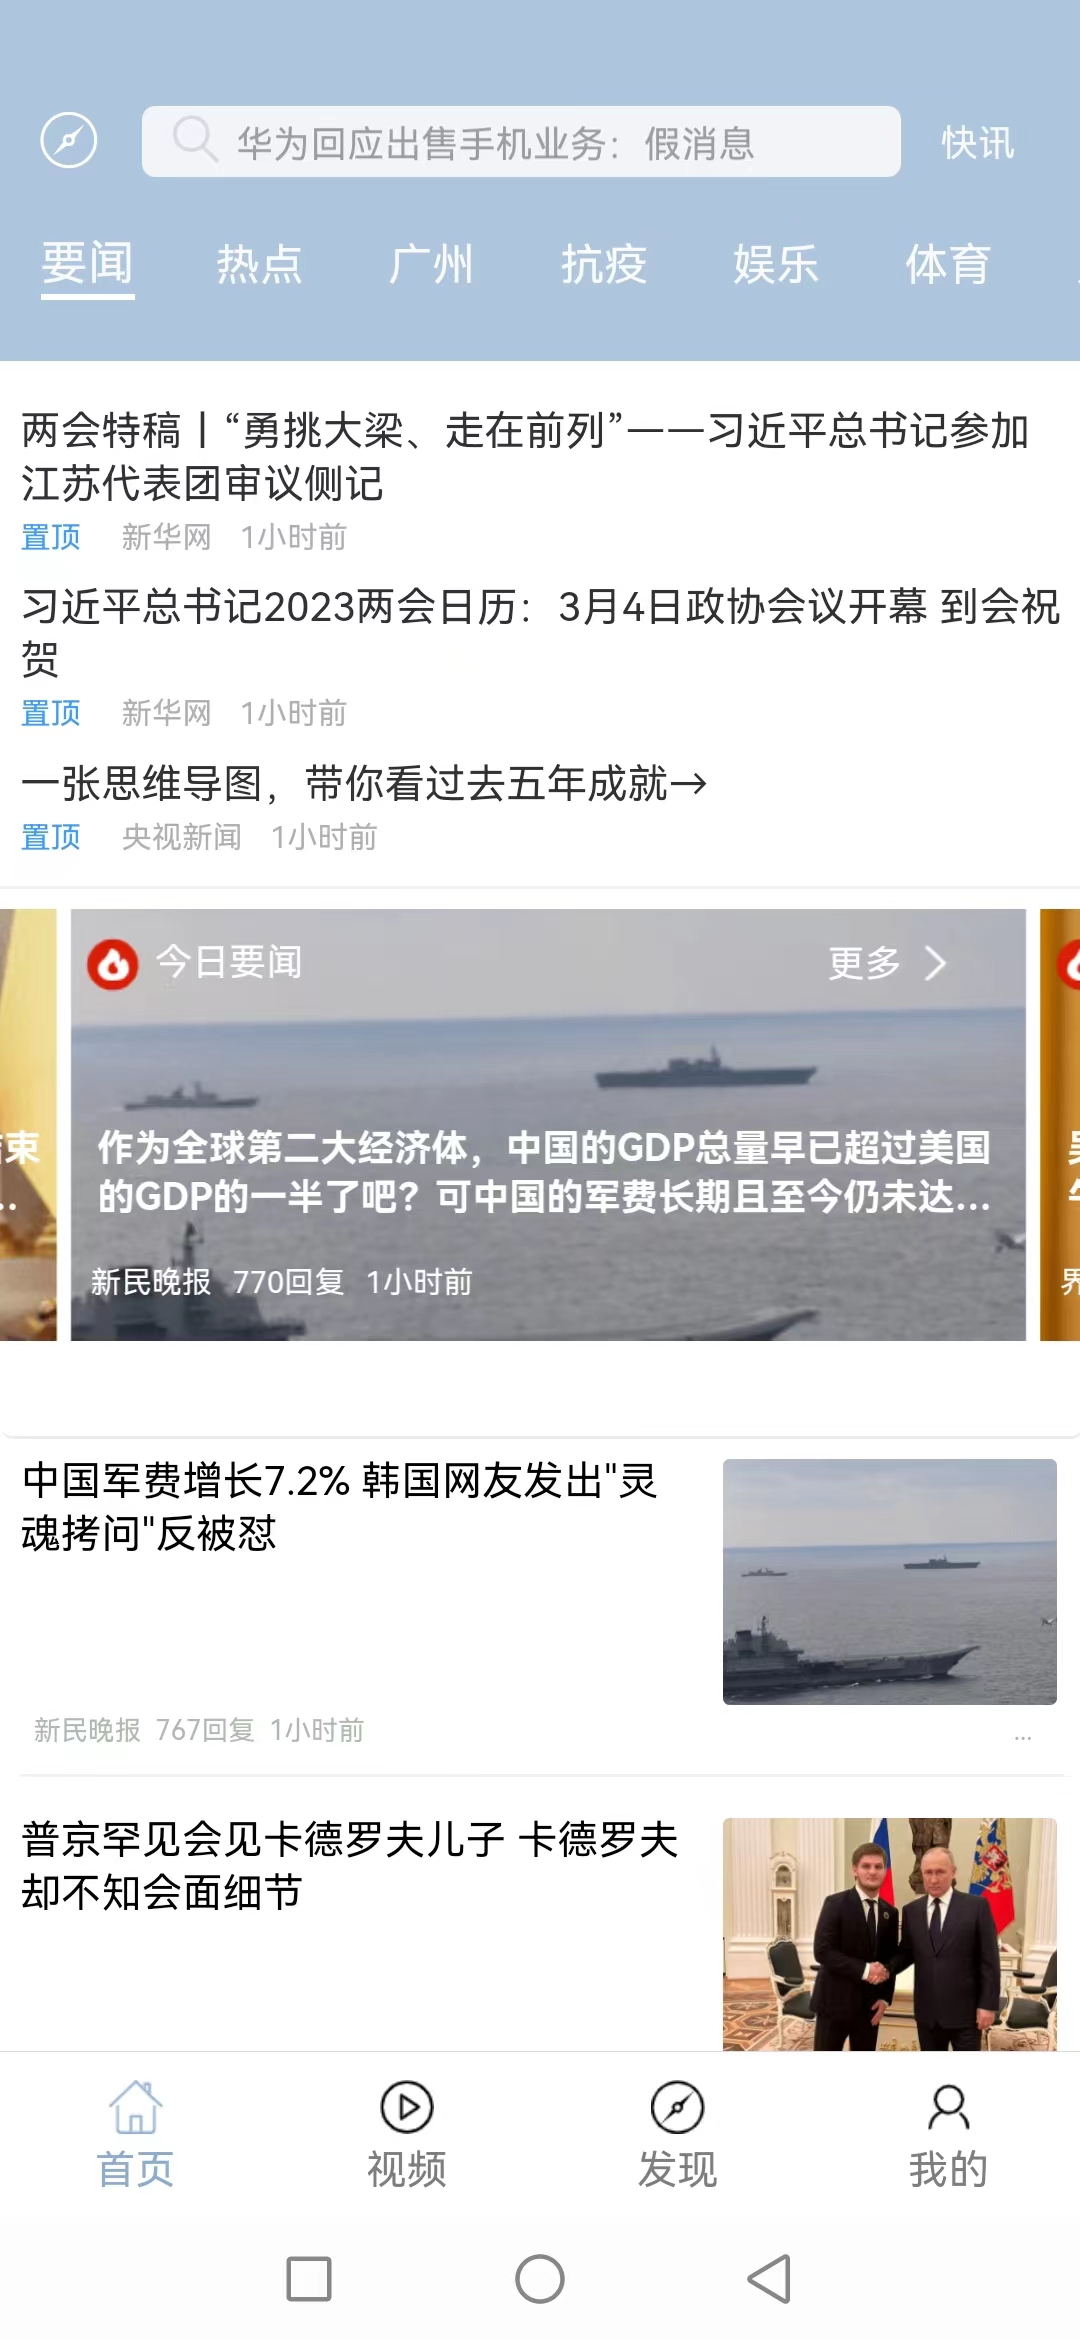 华为回应出售手机业务：假消息
快讯
要闻 热点 广州 抗疫 娱乐 体育
两会特稿丨“勇挑大梁、走在前列”——习近平总书记参加
江苏代表团审议侧记
置顶 新华网 1小时前
习近平总书记2023两会日历：3月4日政协会议开幕 到会祝
贺
置顶 新华网 1小时前
一张思维导图，带你看过去五年成就→
置顶 央视新闻 1小时前
今日要闻
更多
束
作为全球第二大经济体，中国的GDP总量早已超过美国
的GDP的一半了吧？可中国的军费长期且至今仍未达...
新民晚报 770回复 1小时前
界
中国军费增长7.2% 韩国网友发出"灵
魂拷问"反被怼
新民晚报 767回复 1小时前
...
普京罕见会见卡德罗夫儿子 卡德罗夫
却不知会面细节
首页 视频 发现 我的